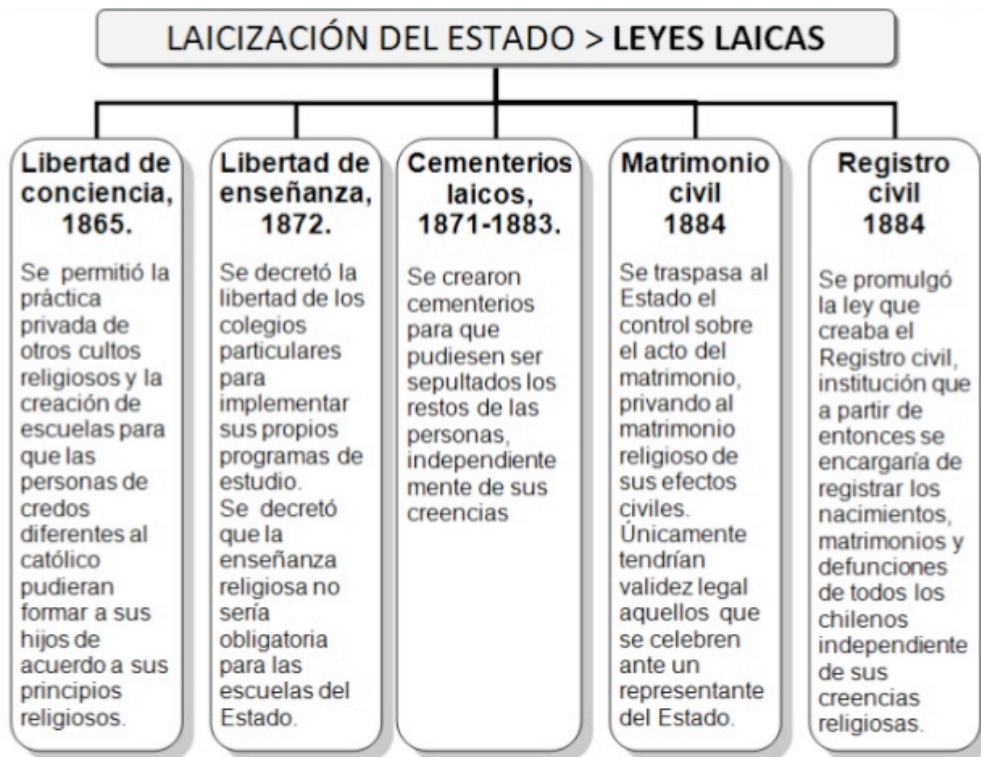 LAICIZACIÓN DEL ESTADO > LEYES LAICAS
Libertad de
conciencia,
1865.
Se permitió la
práctica
privada de
otros cultos
religiosos y la
creación de
escuelas para
que las
personas de
credos
diferentes al
católico
pudieran
formar a sus
hijos de
acuerdo a sus
principios
religiosos.
Libertad de
enseñanza,
1872.
Se decretó la
libertad de los
colegios
particulares
para
implementar
sus propios
programas de
estudio.
Se decretó
que la
enseñanza
religiosa no
sería
obligatoria
para las
escuelas del
Estado.
Cementerios
laicos,
1871-1883.
Se crearon
cementerios
para que
pudiesen ser
sepultados los
restos de las
personas,
independiente
mente de sus
creencias
Matrimonio
civil
1884
Se traspasa al
Estado el
control sobre
el acto del
matrimonio,
privando al
matrimonio
religioso de
sus efectos
civiles.
Únicamente
tendrían
validez legal
aquellos que
se celebren
ante un
representante
del Estado.
Registro
civil
1884
Se promulgó
la ley que
creaba el
Registro civil,
institución que
a partir de
entonces se
encargaría de
registrar los
nacimientos,
matrimonios y
defunciones
de todos los
chilenos
independiente
de sus
creencias
religiosas.